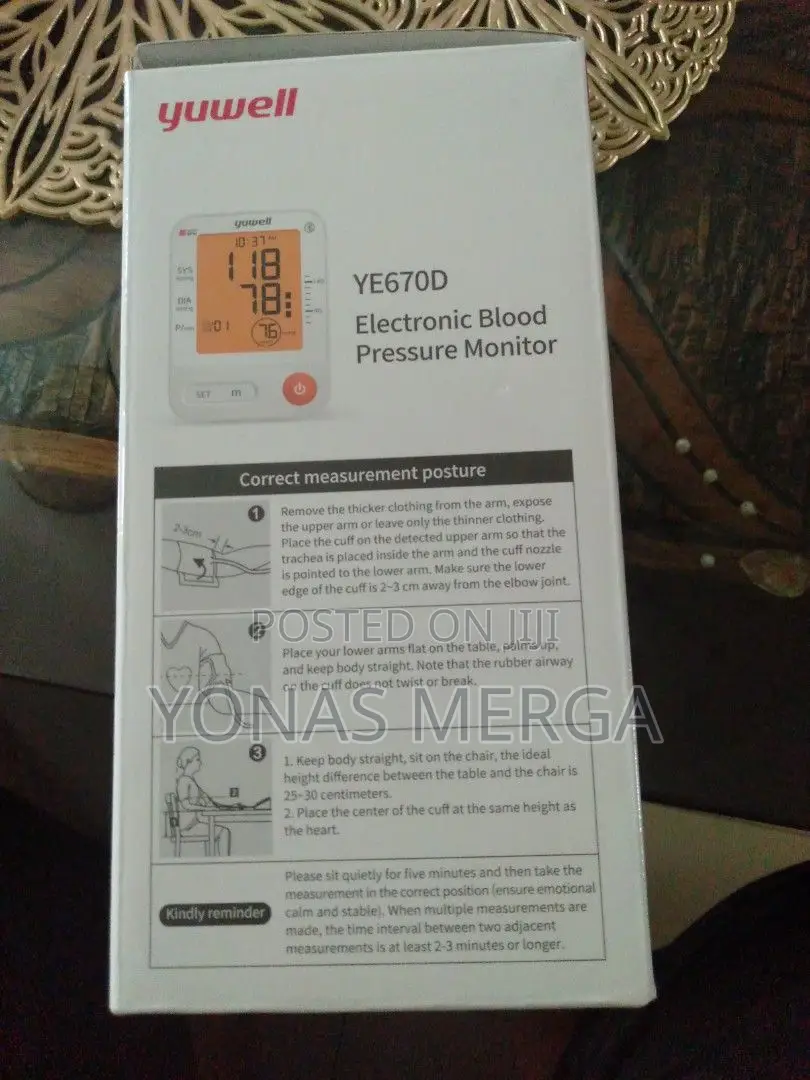 yuwell
yuwell
10:37
SYS
118
DIA
78
P/min
01
76
SET
m
YE670D
Electronic Blood
Pressure Monitor
Correct measurement posture
1
2-3cm
Remove the thicker clothing from the arm, expose
the upper arm or leave only the thinner clothing.
Place the cuff on the detected upper arm so that the
trachea is placed inside the arm and the cuff nozzle
is pointed to the lower arm. Make sure the lower
edge of the cuff is 2~3 cm away from the elbow joint.
POSTED ON JIJI
2
Place your lower arms flat on the table, palms up,
and keep body straight. Note that the rubber airway
on the cuff does not twist or break.
YONAS MERGA
3
1. Keep body straight, sit on the chair, the ideal
height difference between the table and the chair is
25~30 centimeters.
2. Place the center of the cuff at the same height as
the heart.
2
1
Kindly reminder
Please sit quietly for five minutes and then take the
measurement in the correct position (ensure emotional
calm and stable). When multiple measurements are
made, the time interval between two adjacent
measurements is at least 2-3 minutes or longer.